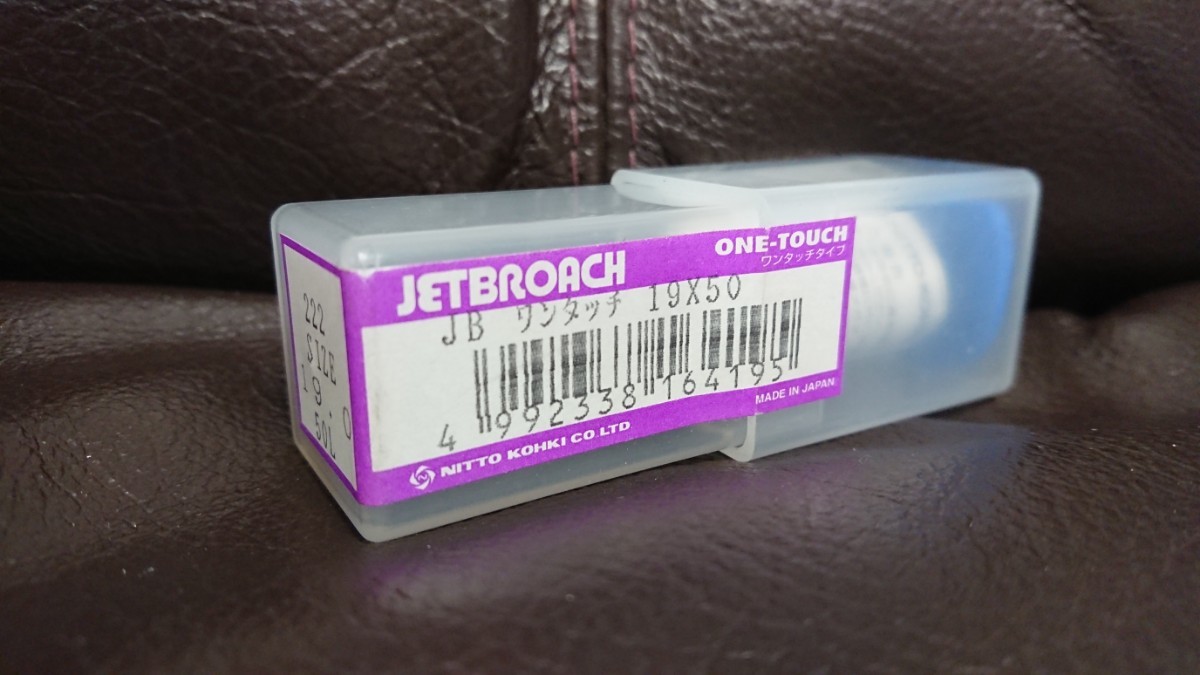 222
SIZE
19.0
50L
JETBROACH
ONE-TOUCH
ワンタッチタイプ
JB ワンタッチ 19X50
4 992338 164195
MADE IN JAPAN
NITTO KOHKI CO.LTD.